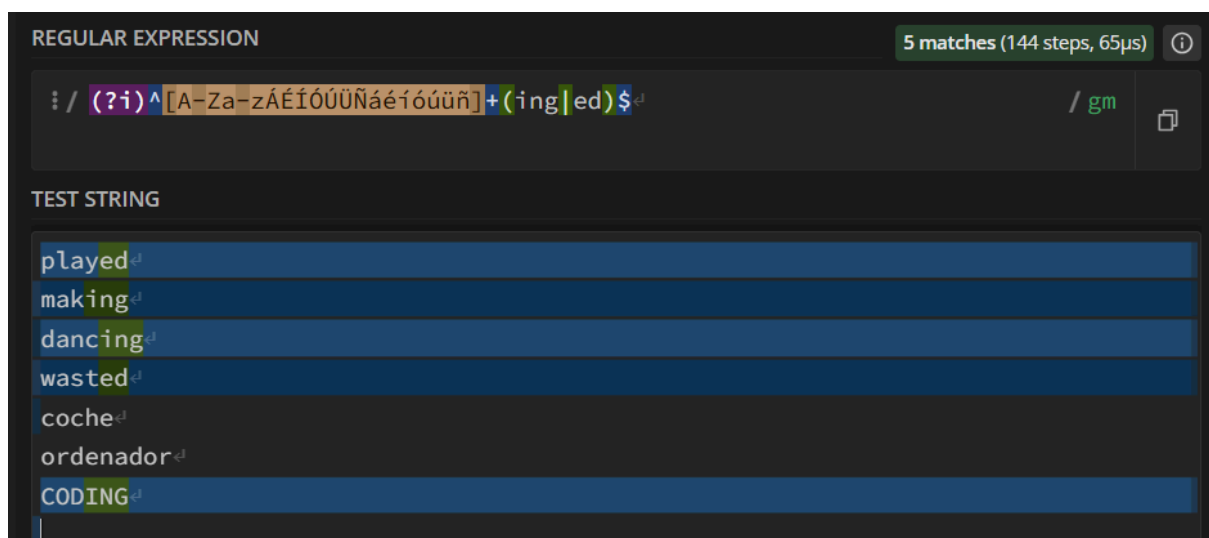 REGULAR EXPRESSION
5 matches (144 steps, 65µs)
/ (?i)^[A-Za-zÁÉÍÓÚÜÑáéíóúüñ]+(ing|ed)$↵ / gm
TEST STRING
played↵
making↵
dancing↵
wasted↵
coche↵
ordenador↵
CODING↵